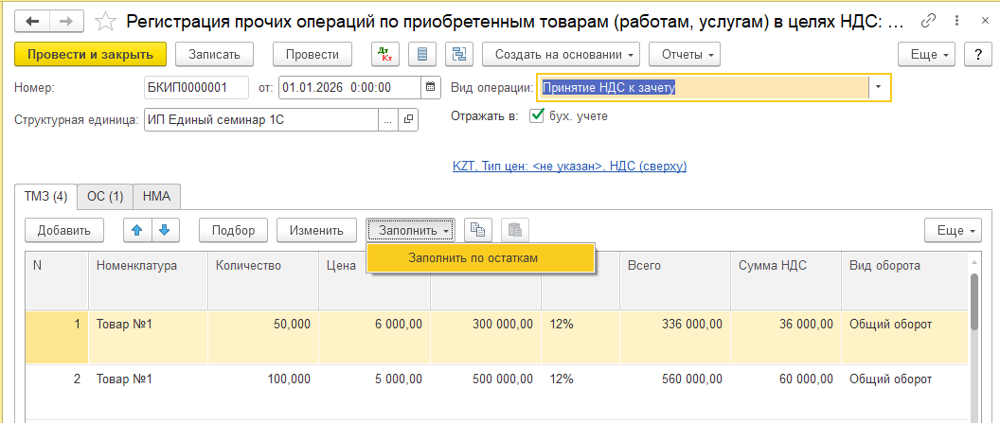 Регистрация прочих операций по приобретенным товарам (работам, услугам) в целях НДС: ...
Провести и закрыть Записать Провести Дт Кт Создать на основании Отчеты Еще ?
Номер: БКИП0000001 от: 01.01.2026 0:00:00 Вид операции: Принятие НДС к зачету
Структурная единица: ИП Единый семинар 1С ... Отражать в: бух. учете
KZT, Тип цен: <не указан>, НДС (сверху)
ТМЗ (4) ОС (1) НМА
Добавить Подбор Изменить Заполнить Еще
Заполнить по остаткам
N Номенклатура Количество Цена Всего Сумма НДС Вид оборота
1 Товар №1 50,000 6 000,00 300 000,00 12% 336 000,00 36 000,00 Общий оборот
2 Товар №1 100,000 5 000,00 500 000,00 12% 560 000,00 60 000,00 Общий оборот